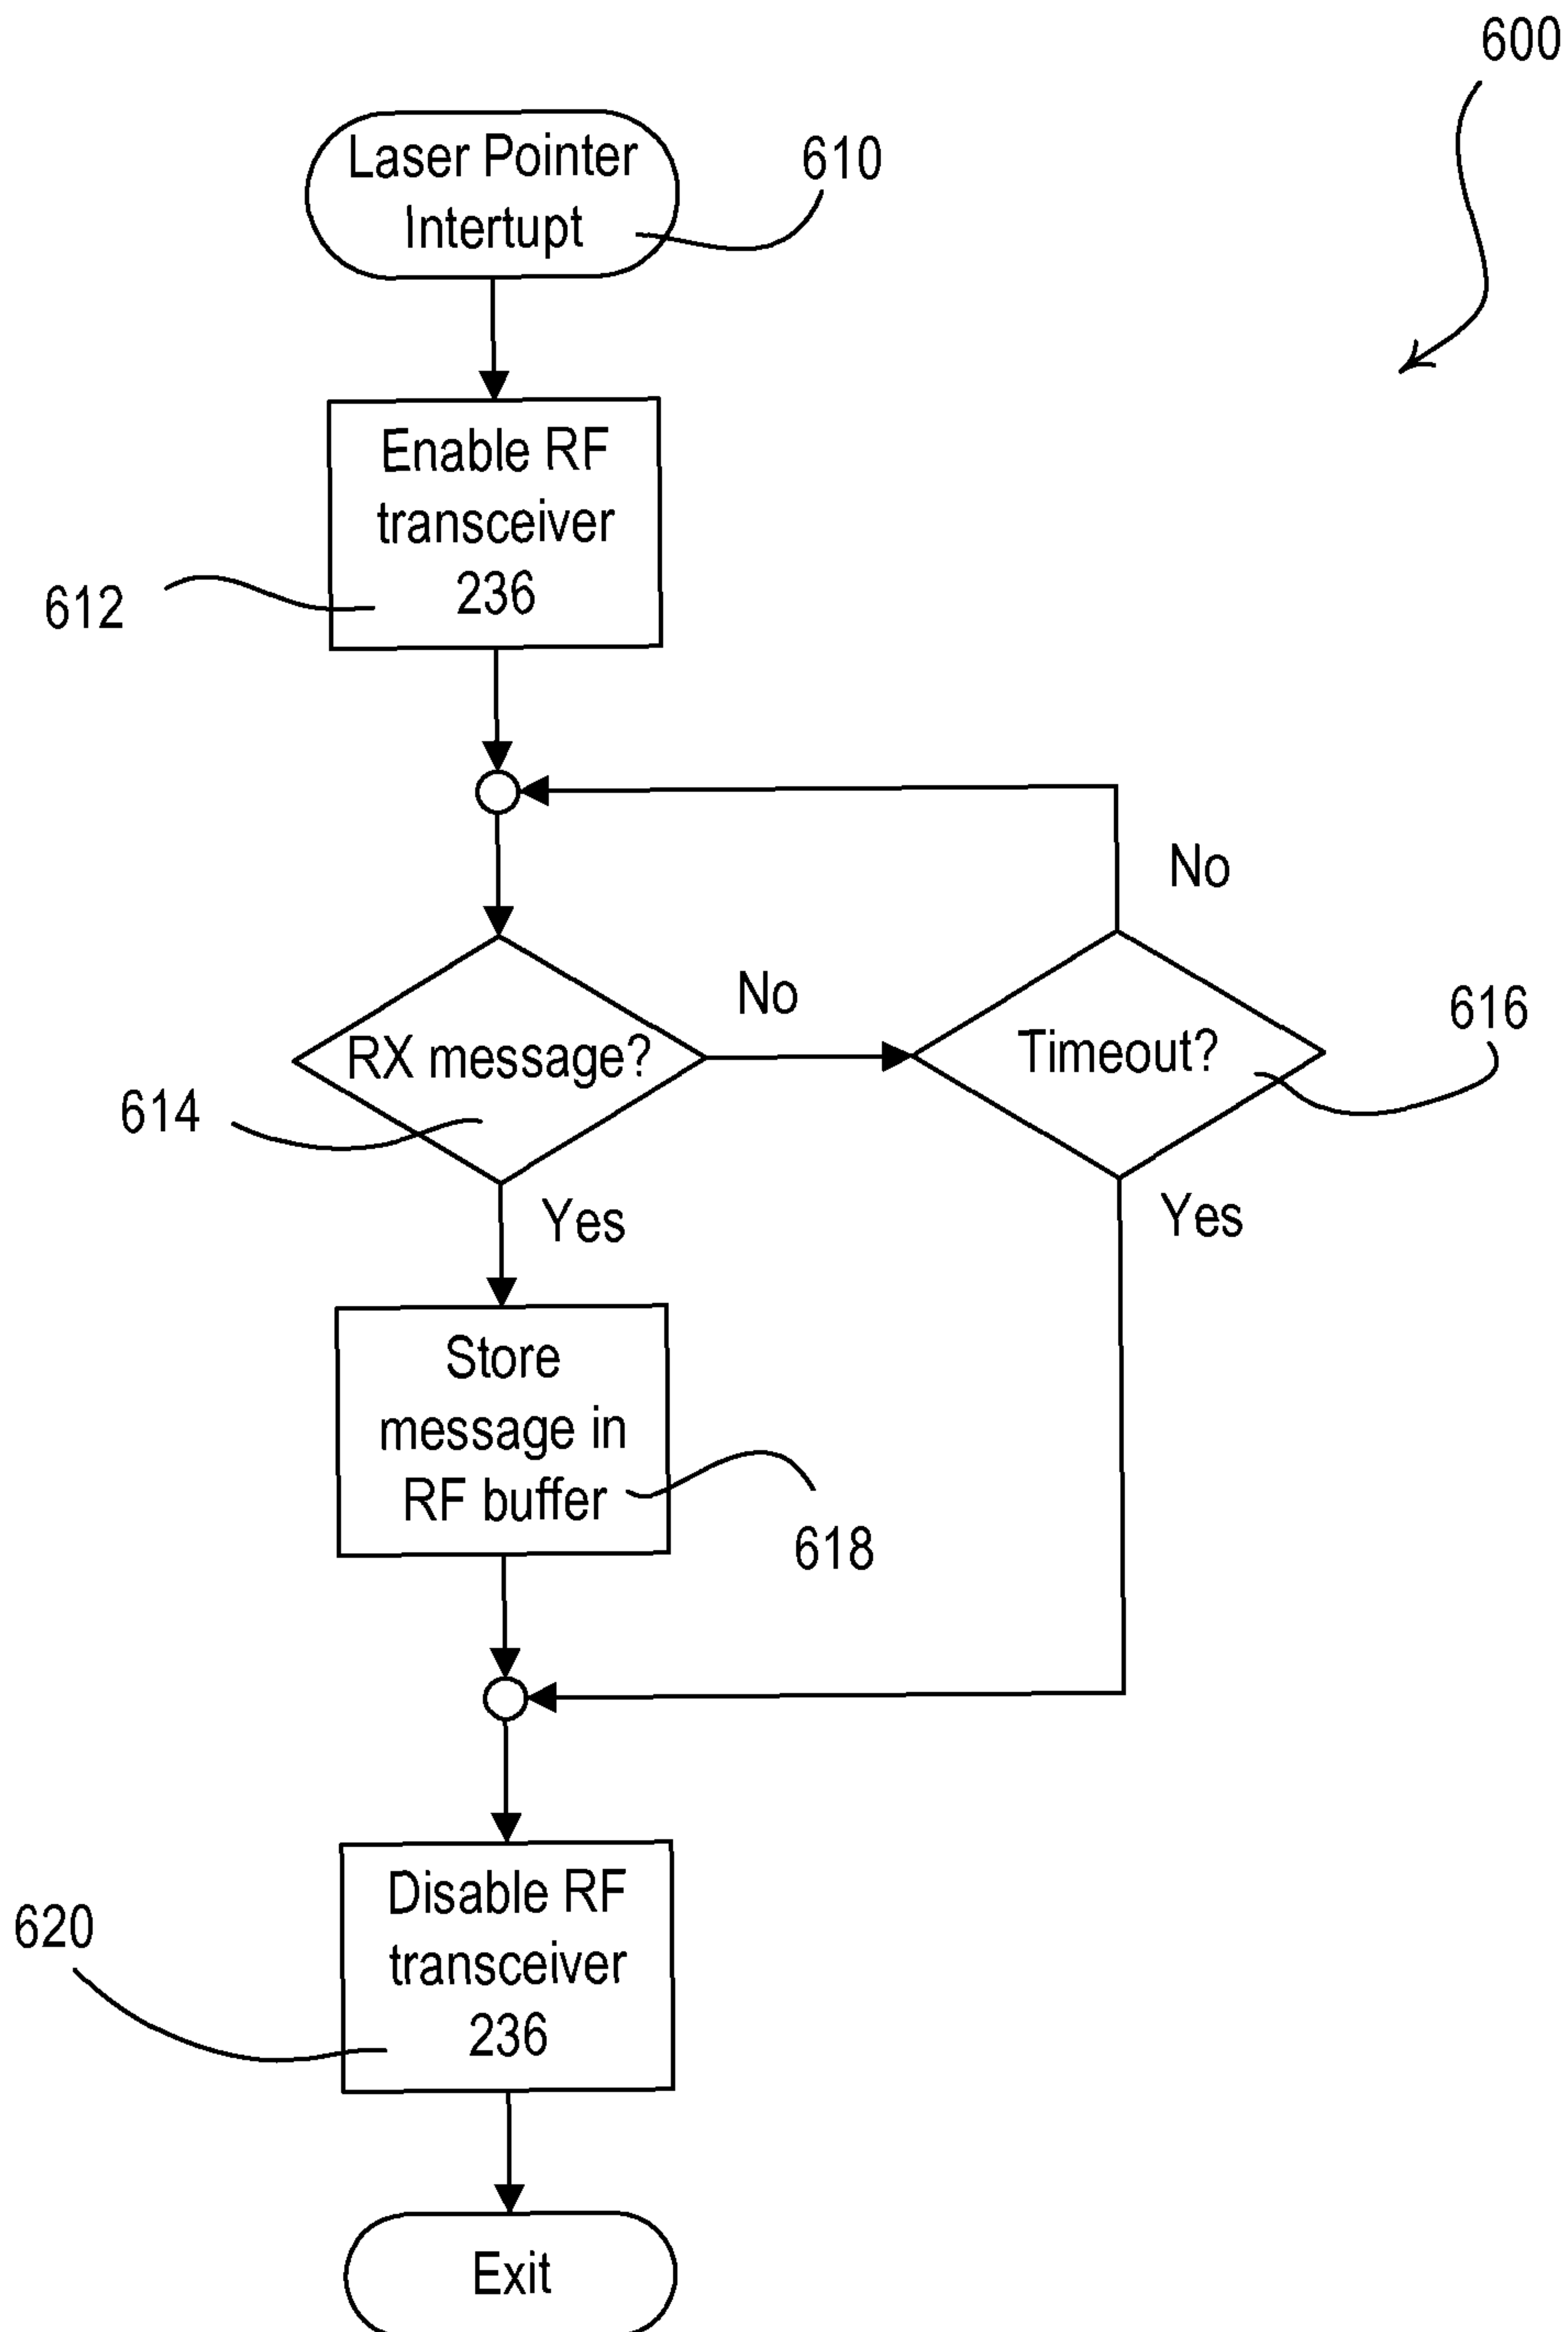 600
Laser Pointer
Intertupt
610
Enable RF
transceiver
236
612
No
RX message?
No
Timeout?
616
614
Yes
Yes
Store
message in
RF buffer
618
Disable RF
transceiver
236
620
Exit